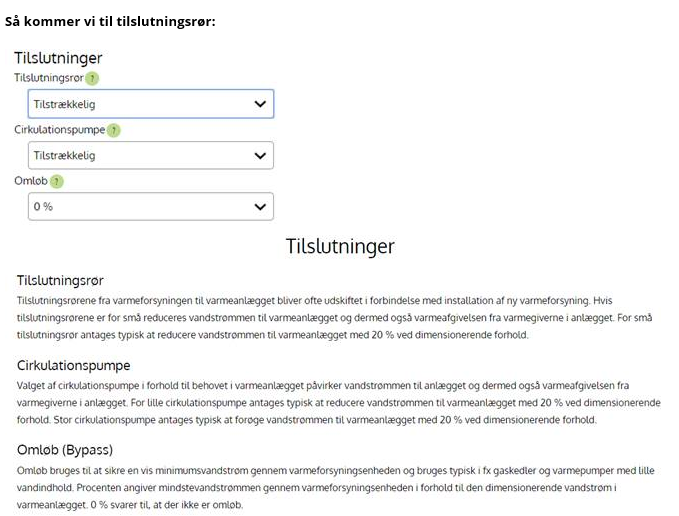 Så kommer vi til tilslutningsrør:
Tilslutninger
Tilslutningsrør ?
Tilstrækkelig
Cirkulationspumpe ?
Tilstrækkelig
Omløb ?
0 %
Tilslutninger
Tilslutningsrør
Tilslutningsrørene fra varmeforsyningen til varmeanlægget bliver ofte udskiftet i forbindelse med installation af ny varmeforsyning. Hvis
tilslutningsrørene er for små reduceres vandstrømmen til varmeanlægget og dermed også varmeafgivelsen fra varmegiverne i anlægget. For små
tilslutningsrør antages typisk at reducere vandstrømmen til varmeanlægget med 20 % ved dimensionerende forhold.
Cirkulationspumpe
Valget af cirkulationspumpe i forhold til behovet i varmeanlægget påvirker vandstrømmen til anlægget og dermed også varmeafgivelsen fra
varmegiverne i anlægget. For lille cirkulationspumpe antages typisk at reducere vandstrømmen til varmeanlægget med 20 % ved dimensionerende
forhold. Stor cirkulationspumpe antages typisk at forøge vandstrømmen til varmeanlægget med 20 % ved dimensionerende forhold.
Omløb (Bypass)
Omløb bruges til at sikre en vis minimumsvandstrøm gennem varmeforsyningsenheden og bruges typisk i fx gaskedler og varmepumper med lille
vandindhold. Procenten angiver mindstevandstrømmen gennem varmeforsyningsenheden i forhold til den dimensionerende vandstrøm i
varmeanlægget. 0 % svarer til, at der ikke er omløb.